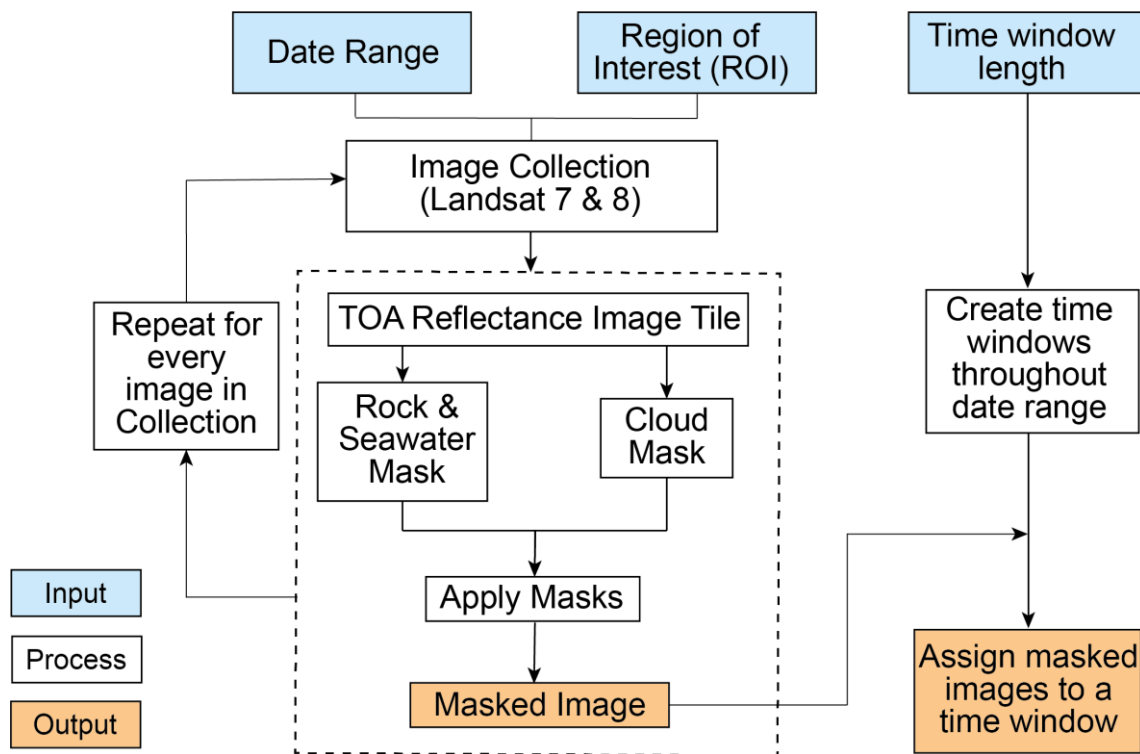 Date Range
Region of
Interest (ROI)
Time window
length
Image Collection
(Landsat 7 & 8)
TOA Reflectance Image Tile
Repeat for
every
image in
Collection
Rock &
Seawater
Mask
Cloud
Mask
Create time
windows
throughout
date range
Apply Masks
Masked Image
Assign masked
images to a
time window
Input
Process
Output